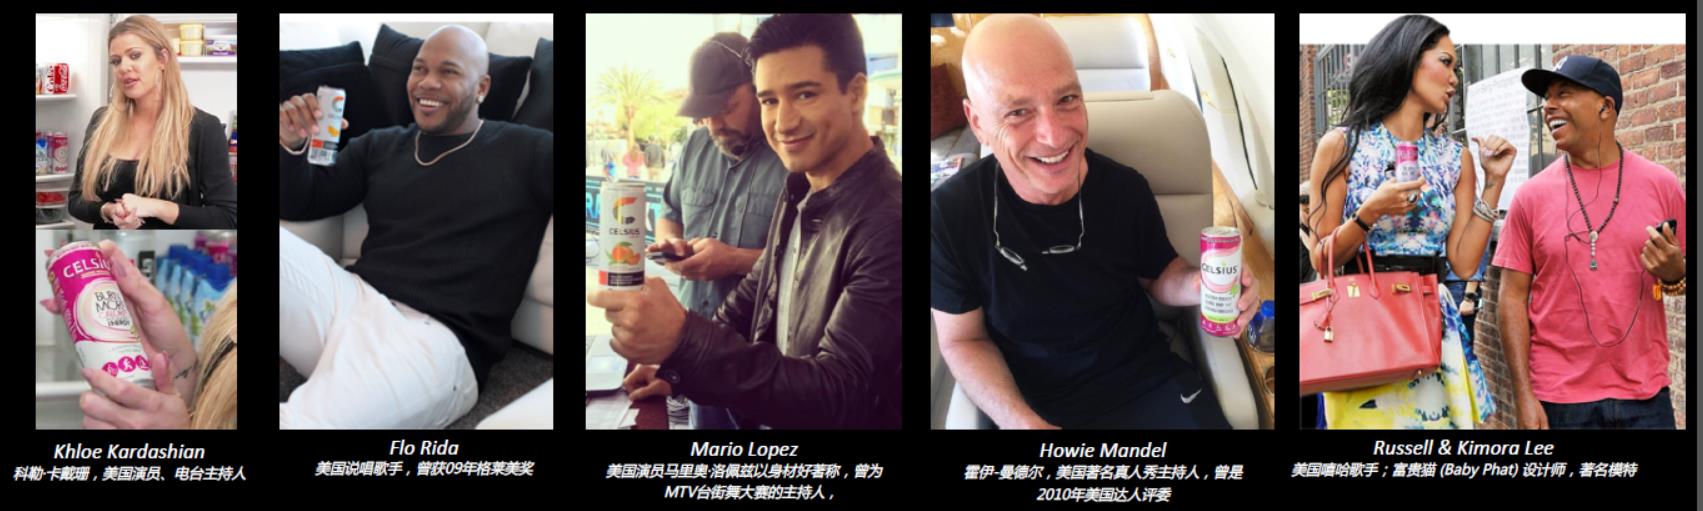 CELSIUS
CELSIUS
CELSIUS
Khloe Kardashian
科勒·卡戴珊，美国演员、电台主持人
Flo Rida
美国说唱歌手，曾获09年格莱美奖
Mario Lopez
美国演员马里奥·洛佩兹以身材好著称，曾为
MTV台街舞大赛的主持人，
Howie Mandel
霍伊-曼德尔，美国著名真人秀主持人，曾是
2010年美国达人评委
Russell & Kimora Lee
美国嘻哈歌手；富贵猫 (Baby Phat) 设计师，著名模特